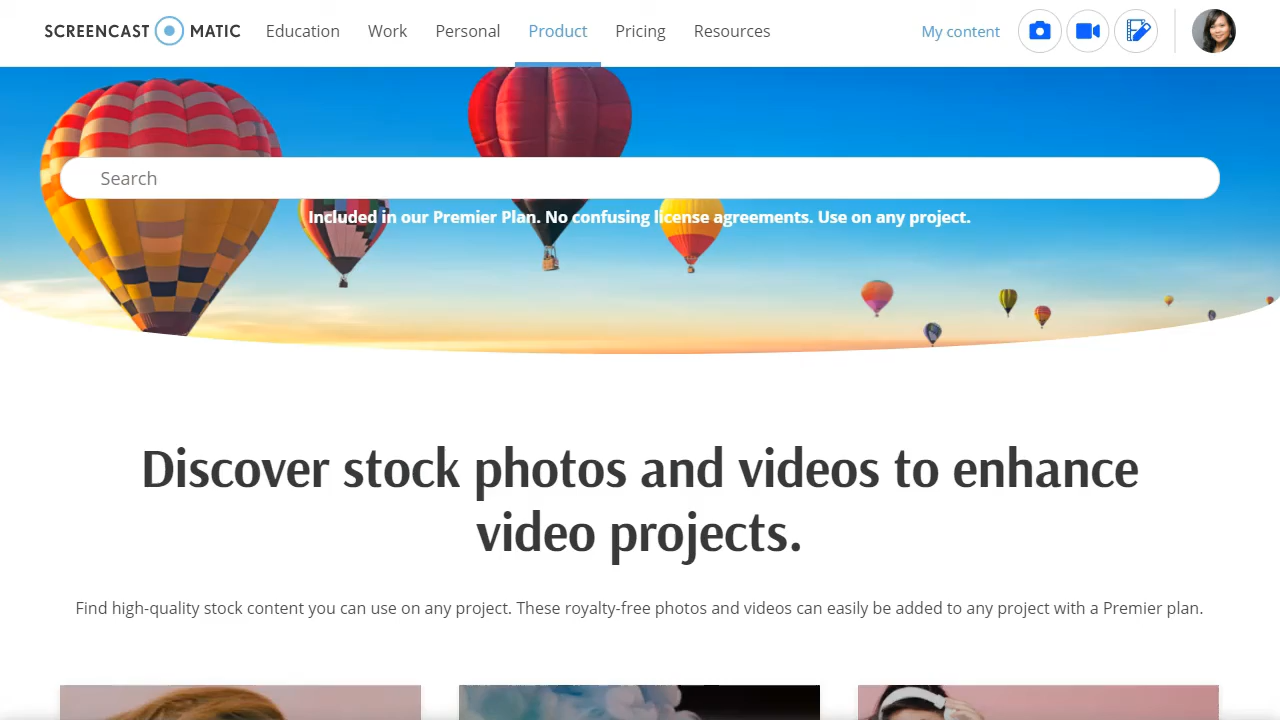 SCREENCAST MATIC Education Work Personal Product Pricing Resources My content
Search
Included in our Premier Plan. No confusing license agreements. Use on any project.
Discover stock photos and videos to enhance
video projects.
Find high-quality stock content you can use on any project. These royalty-free photos and videos can easily be added to any project with a Premier plan.